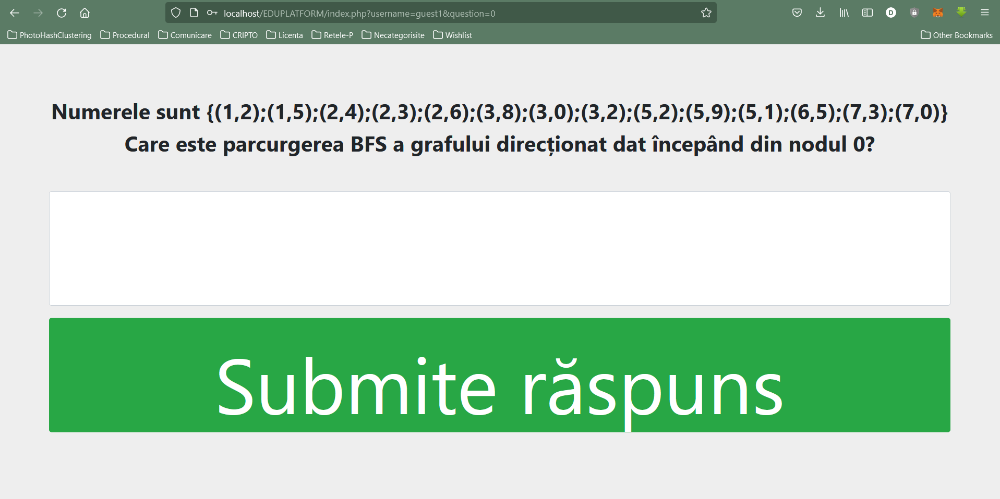 localhost/EDUPLATFORM/index.php?username=guest1&question=0
D
PhotoHashClustering Procedural Comunicare CRIPTO Licenta Retele-P Necategorisite Wishlist Other Bookmarks
Numerele sunt {(1,2);(1,5);(2,4);(2,3);(2,6);(3,8);(3,0);(3,2);(5,2);(5,9);(5,1);(6,5);(7,3);(7,0)}
Care este parcurgerea BFS a grafului direcționat dat începând din nodul 0?
Submite răspuns